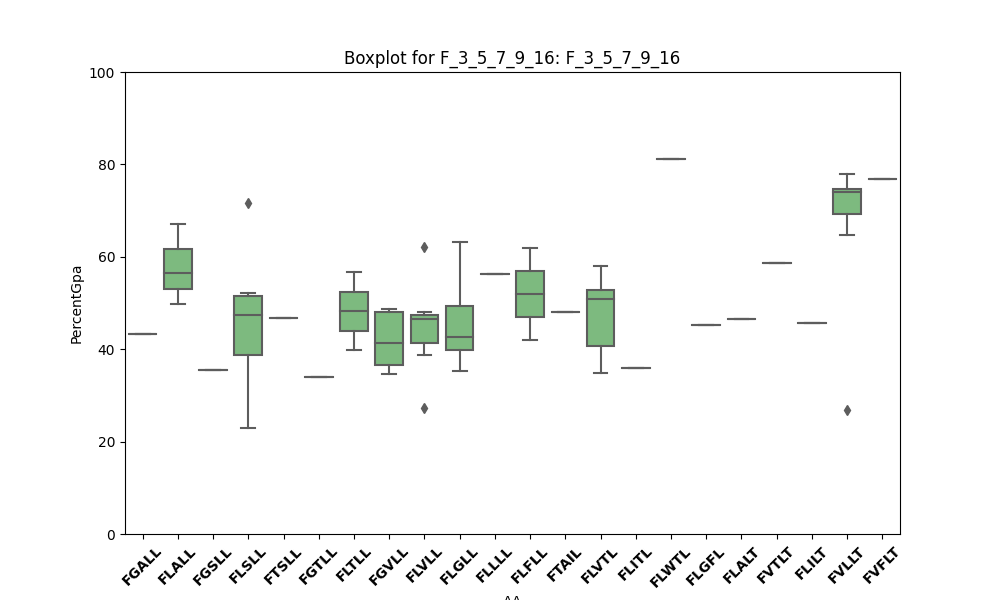 Boxplot for F_3_5_7_9_16: F_3_5_7_9_16
100
80
60
40
20
0
PercentGpa
FGALL
FLALL
FGSLL
FLSLL
FTSLL
FGTLL
FLTLL
FGVLL
FLVLL
FLGLL
FLLLL
FLFLL
FTAIL
FLVTL
FLITL
FLWTL
FLGFL
FLALT
FVTLT
FLILT
FVLLT
FVFLT
AA